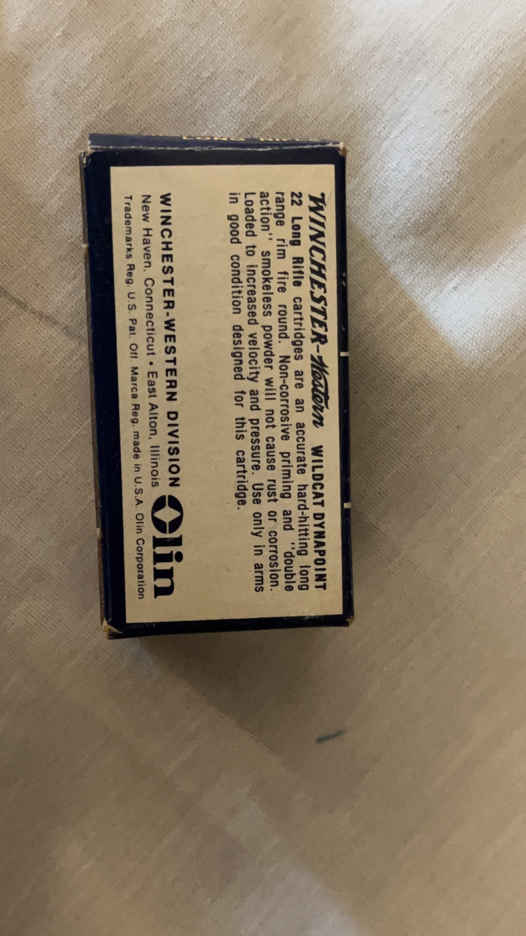 WINCHESTER-Western WILDCAT DYNAPOINT
22 Long Rifle cartridges are an accurate hard-hitting long
range rim fire round. Non-corrosive priming and "double
action" smokeless powder will not cause rust or corrosion.
Loaded to increased velocity and pressure. Use only in arms
in good condition designed for this cartridge.
WINCHESTER-WESTERN DIVISION Olin
New Haven, Connecticut • East Alton, Illinois
Trademarks Reg. U.S. Pat. Off. Marca Reg. made in U.S.A. Olin Corporation